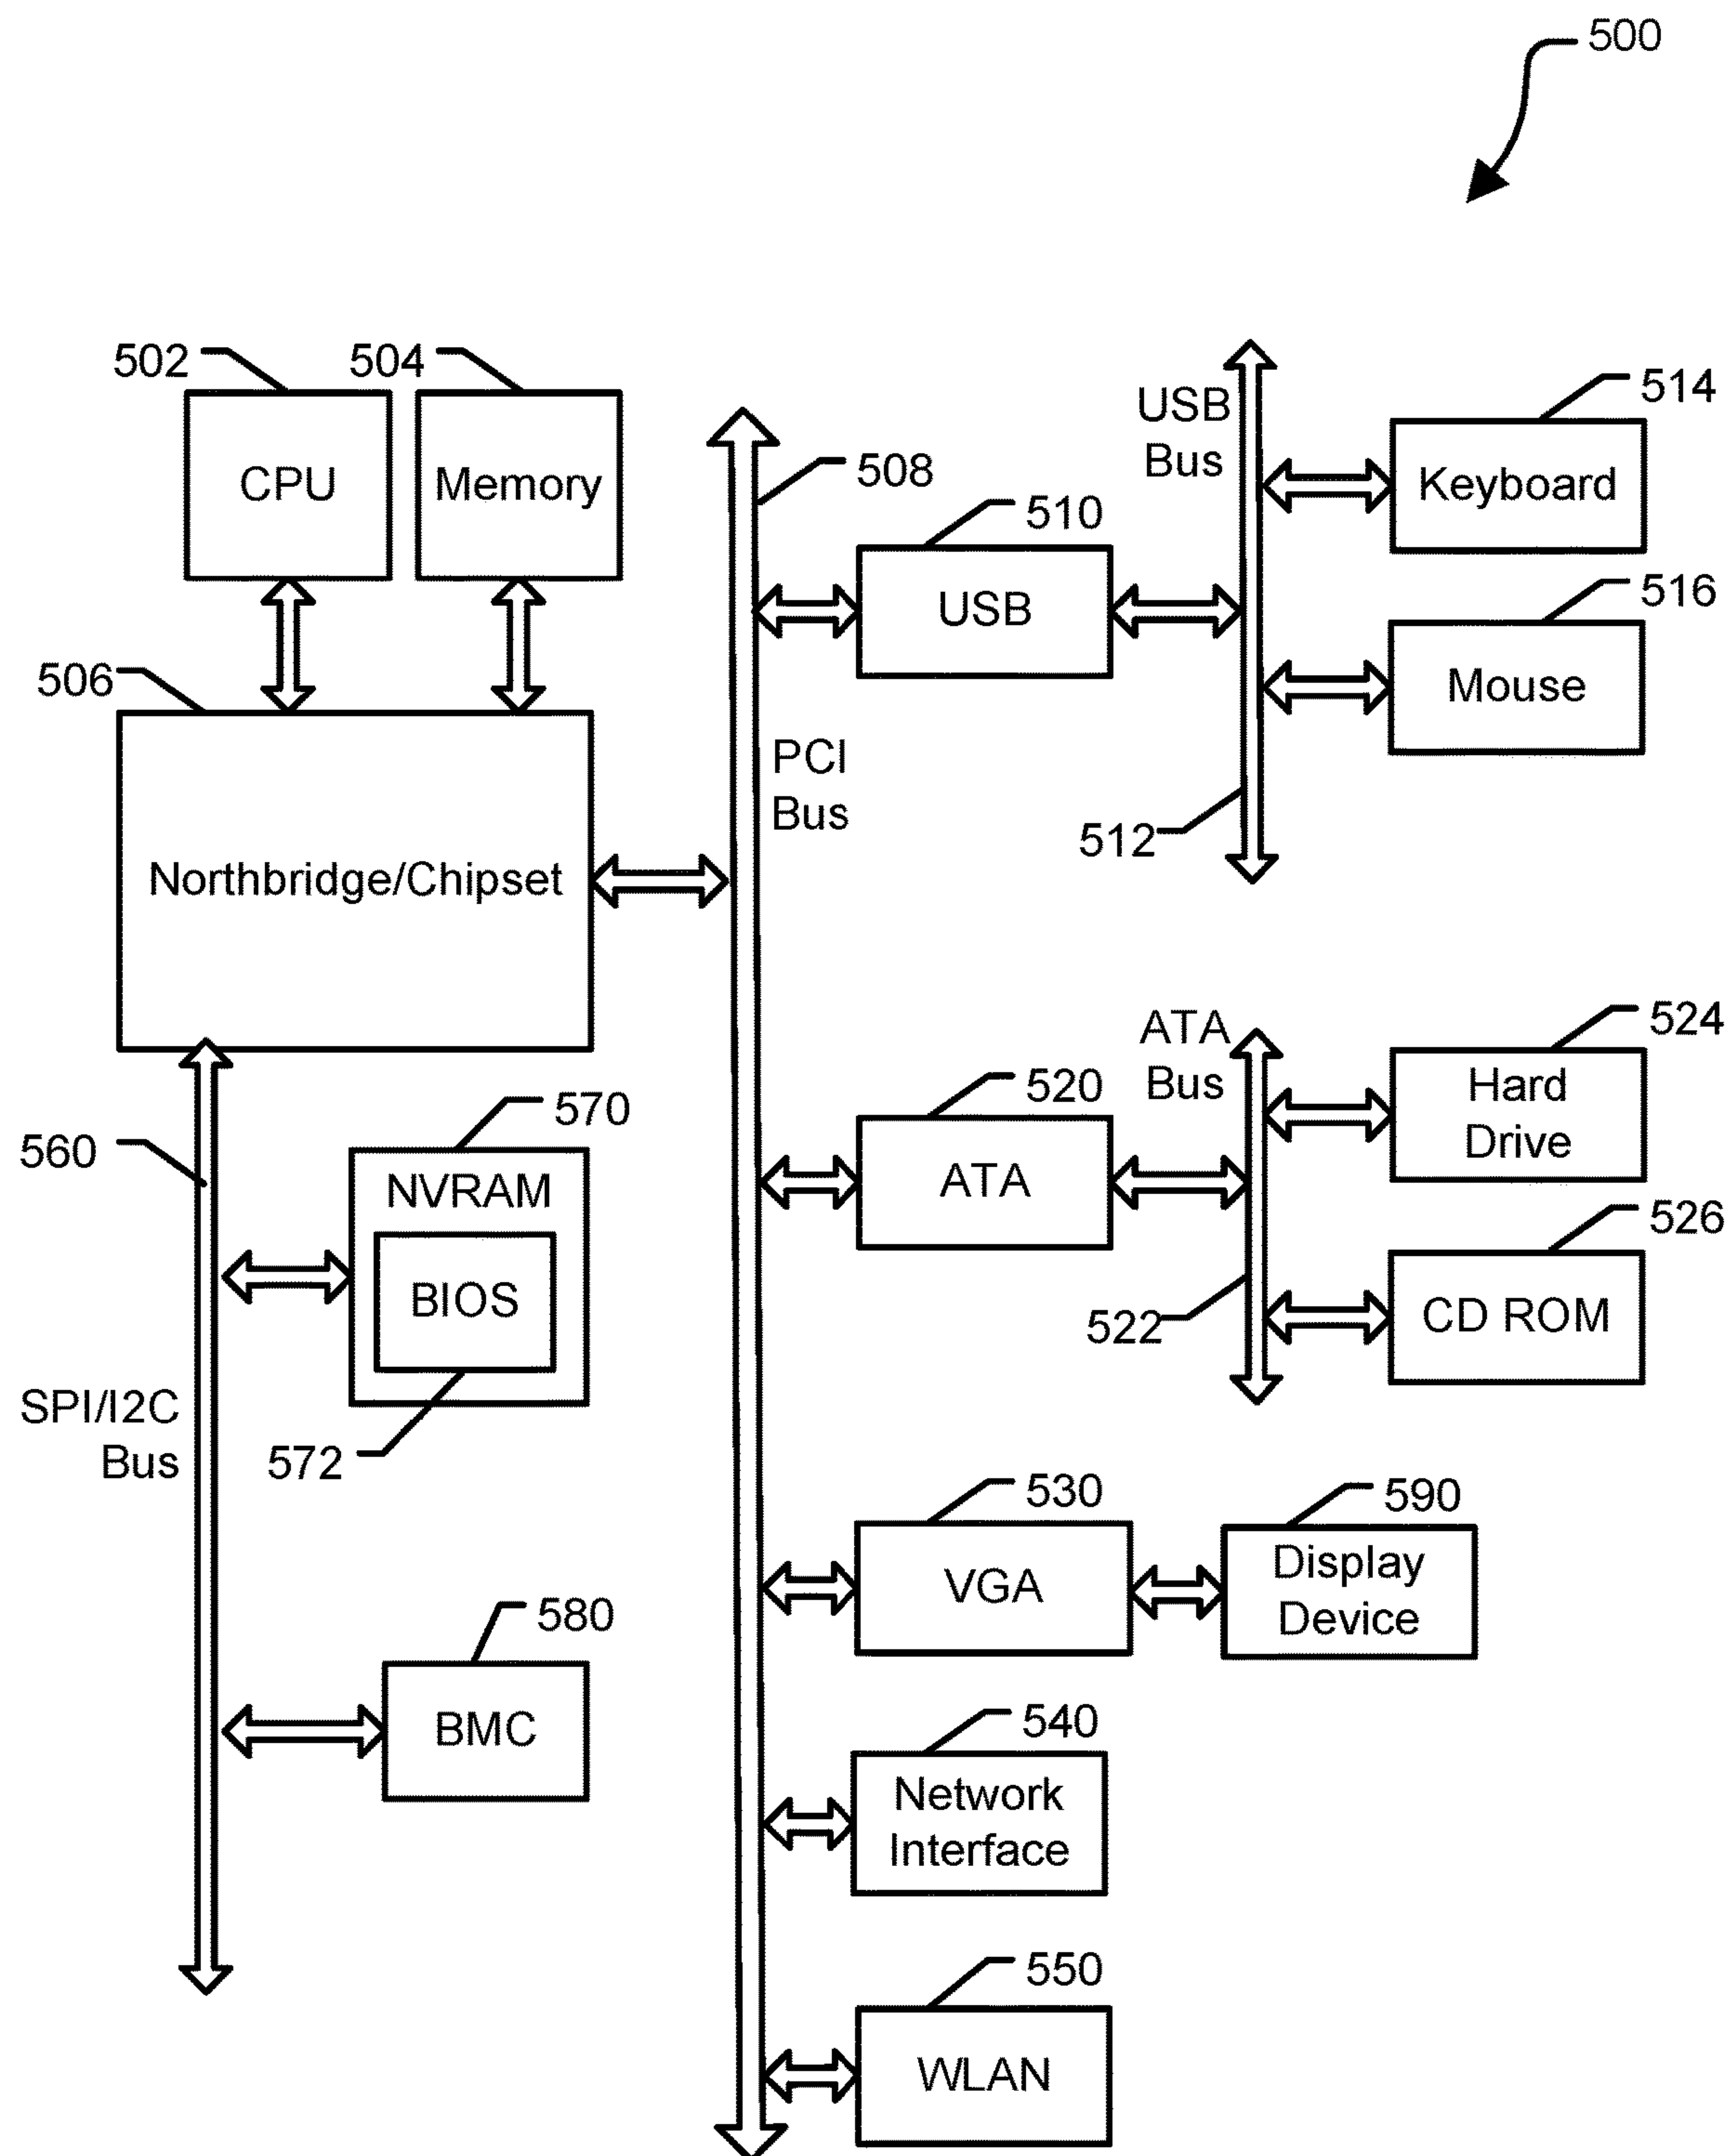 500
502
504
CPU
Memory
506
Northbridge/Chipset
508
PCI
Bus
510
USB
USB
Bus
512
514
Keyboard
516
Mouse
520
ATA
ATA
Bus
522
524
Hard
Drive
526
CD ROM
560
SPI/I2C
Bus
570
NVRAM
BIOS
572
580
BMC
530
VGA
590
Display
Device
540
Network
Interface
550
WLAN